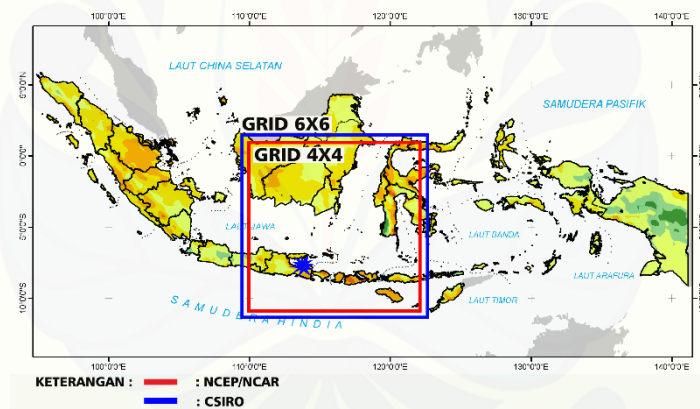 100°0'0"E 110°0'0"E 120°0'0"E 130°0'0"E 140°0'0"E
LAUT CHINA SELATAN
5°0'0"N
SAMUDERA PASIFIK
GRID 6X6
0°0'0"
GRID 4X4
LAUT JAWA
LAUT BANDA
5°0'0"S
LAUT ARAFURA
10°0'0"S
LAUT TIMOR
SAMUDERA HINDIA
100°0'0"E 110°0'0"E 120°0'0"E 130°0'0"E 140°0'0"E
KETERANGAN : : NCEP/NCAR
: CSIRO